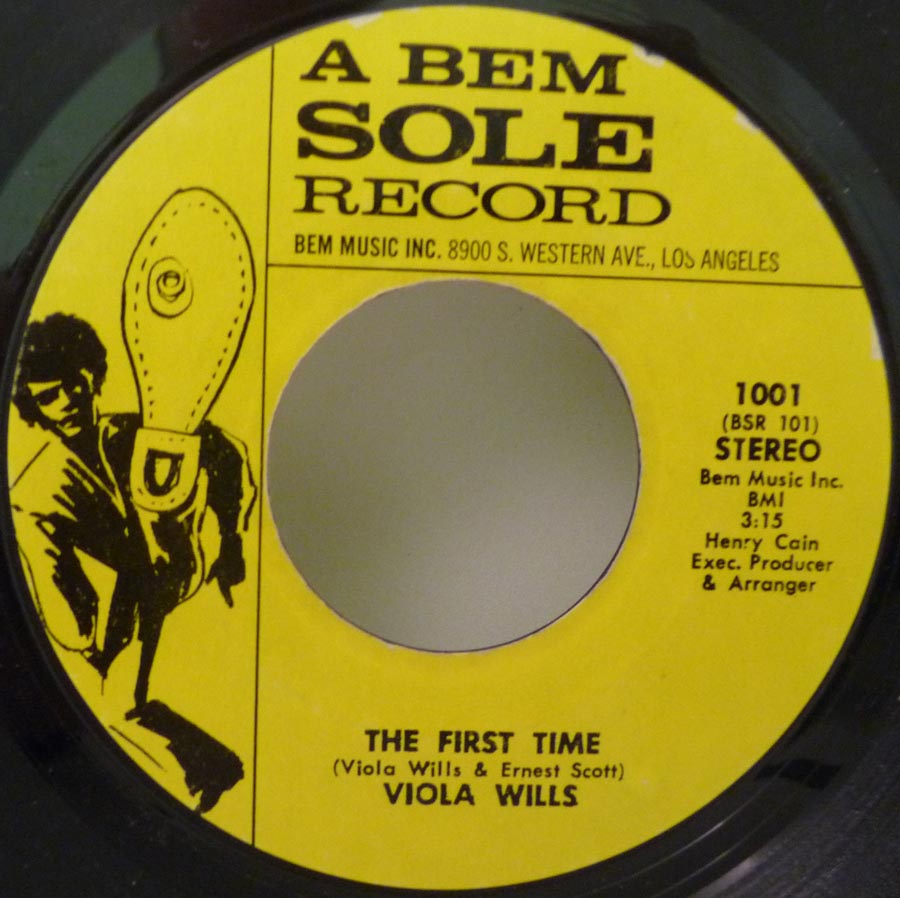 A BEM
SOLE
RECORD
BEM MUSIC INC. 8900 S. WESTERN AVE., LOS ANGELES
1001
(BSR 101)
STEREO
Bem Music Inc.
BMI
3:15
Henry Cain
Exec. Producer
& Arranger
THE FIRST TIME
(Viola Wills & Ernest Scott)
VIOLA WILLS